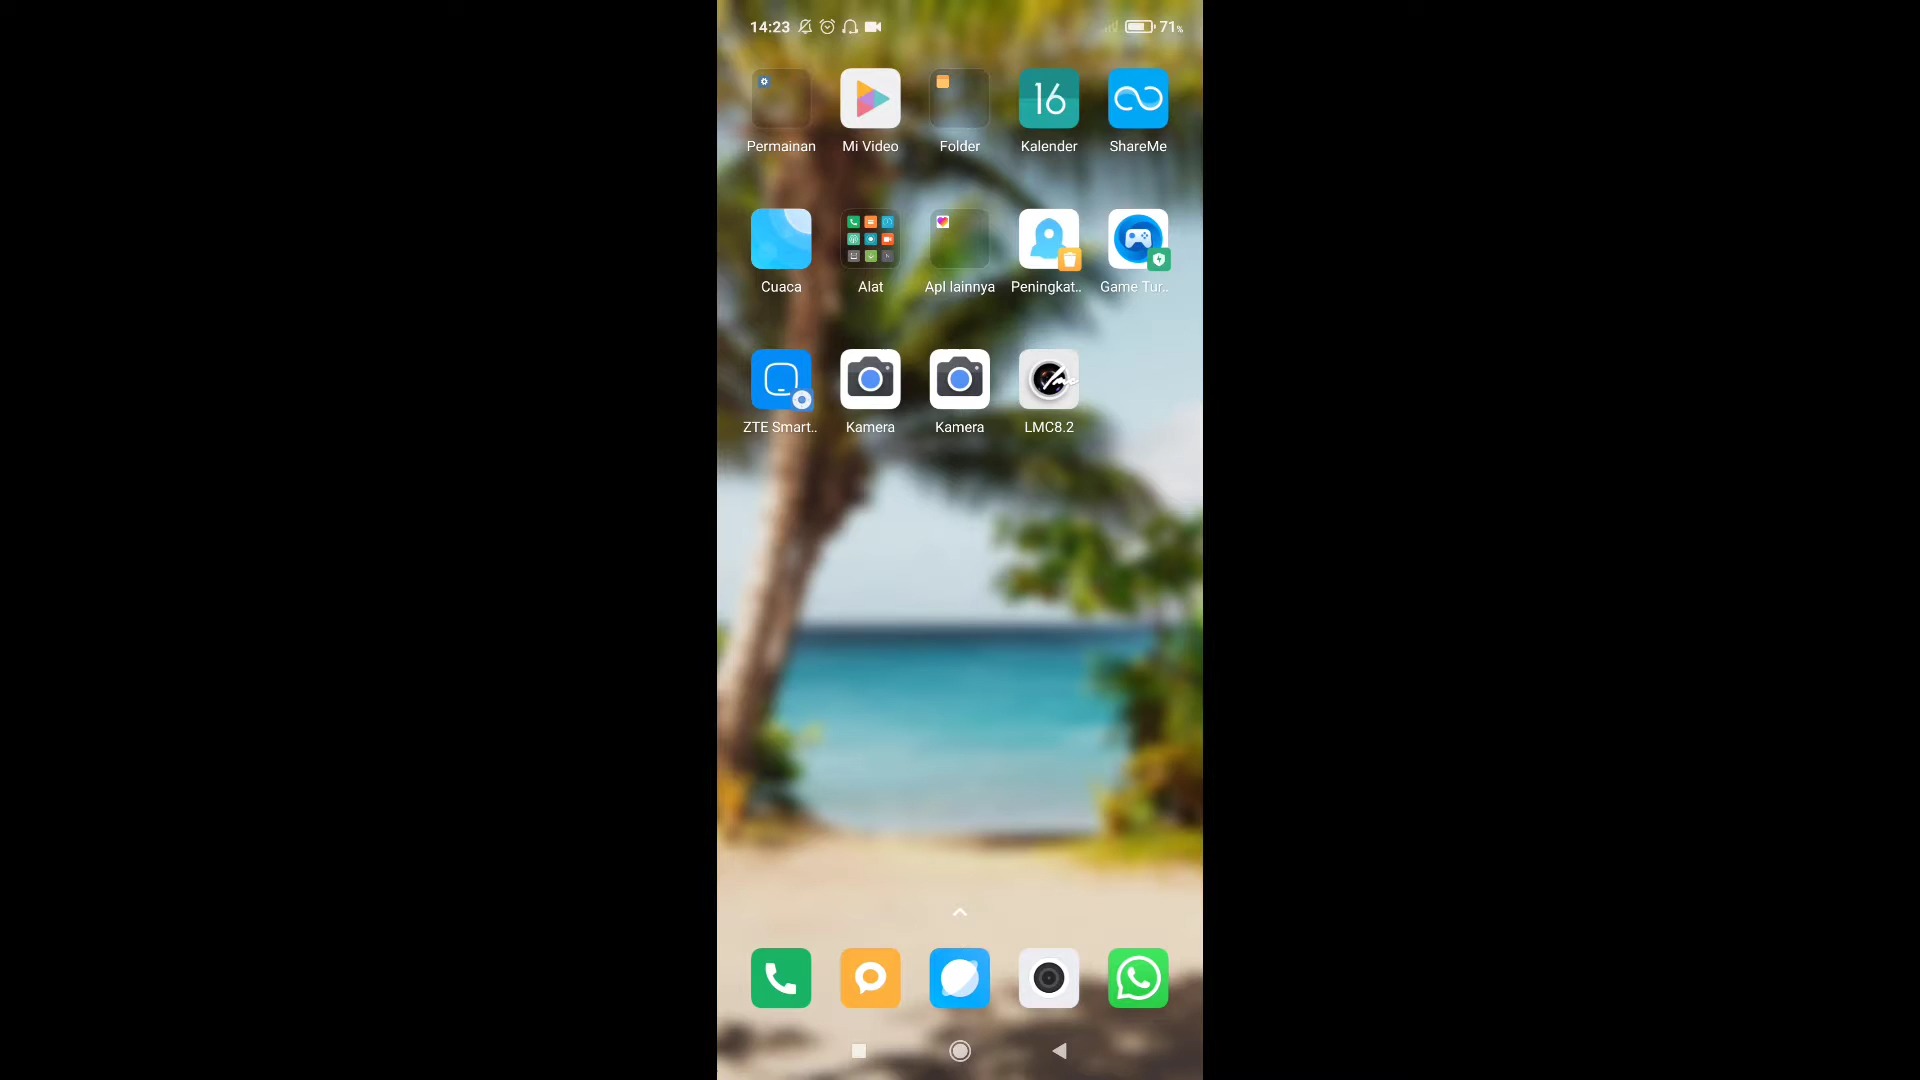 14:23 71%
Permainan Mi Video Folder Kalender ShareMe
16
Cuaca Alat Apl lainnya Peningkat.. Game Tur..
ZTE Smart.. Kamera Kamera LMC8.2
lmc